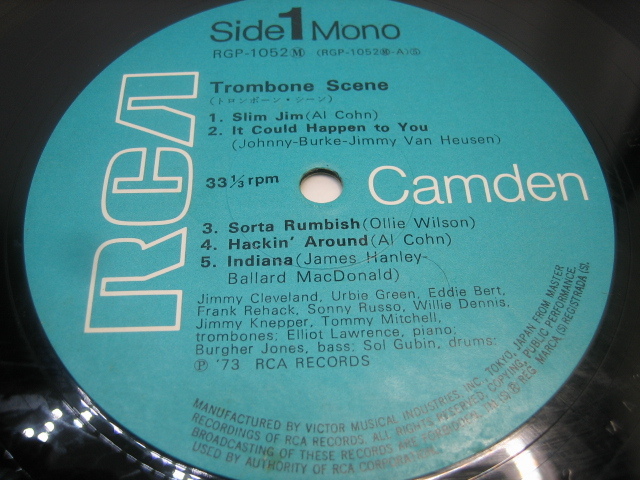 Side 1 Mono
RGP-1052Ⓜ (RGP-1052Ⓜ-A)Ⓢ
Trombone Scene
(トロンボーン・シーン)
1. Slim Jim(Al Cohn)
2. It Could Happen to You
(Johnny-Burke-Jimmy Van Heusen)
33⅓ rpm
RCA Camden
3. Sorta Rumbish(Ollie Wilson)
4. Hackin' Around(Al Cohn)
5. Indiana(James Hanley-
Ballard MacDonald)
Jimmy Cleveland, Urbie Green, Eddie Bert,
Frank Rehack, Sonny Russo, Willie Dennis.
Jimmy Knepper, Tommy Mitchell,
trombones; Elliot Lawrence, piano;
Burgher Jones, bass; Sol Gubin, drums:
Ⓟ '73 RCA RECORDS
MANUFACTURED BY VICTOR MUSICAL INDUSTRIES INC. TOKYO, JAPAN FROM MASTER
RECORDINGS OF RCA RECORDS. ALL RIGHTS RESERVED. COPYING, PUBLIC PERFORMANCE,
BROADCASTING OF THESE RECORDS ARE FORBIDDEN. MARCA (S) REGISTRADA (S).
USED BY AUTHORITY OF RCA CORPORATION.